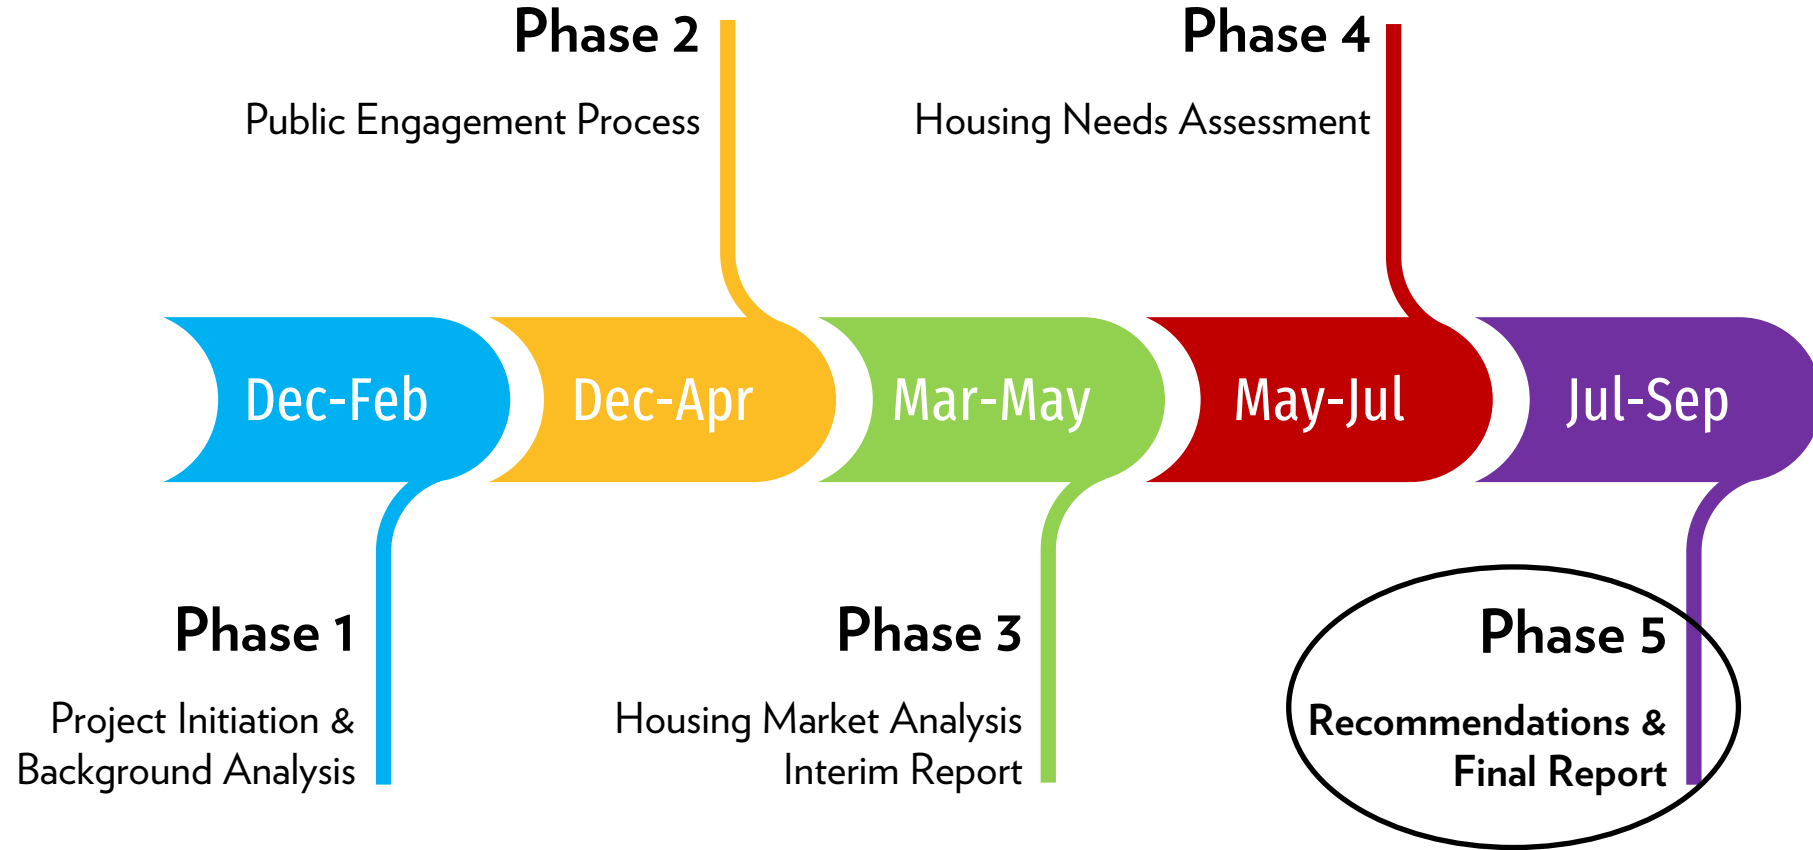 Phase 2
Public Engagement Process
Phase 4
Housing Needs Assessment
Dec-Feb
Dec-Apr
Mar-May
May-Jul
Jul-Sep
Phase 1
Project Initiation &
Background Analysis
Phase 3
Housing Market Analysis
Interim Report
Phase 5
Recommendations &
Final Report